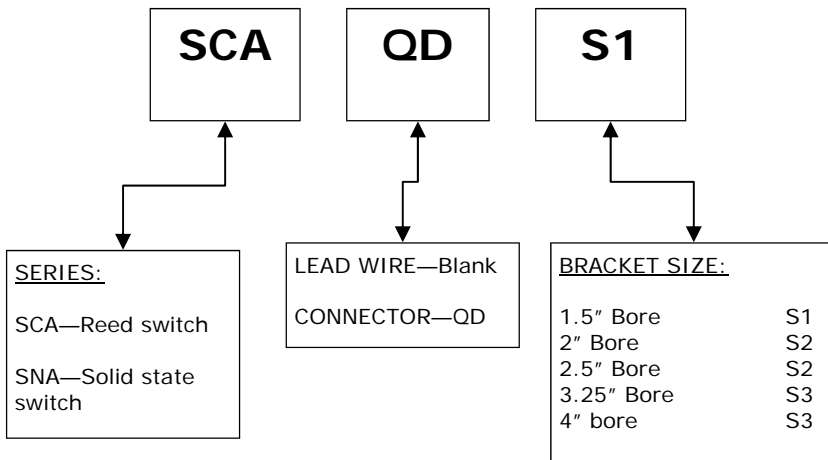 SCA
QD
S1
SERIES:
SCA—Reed switch
SNA—Solid state
switch
LEAD WIRE—Blank
CONNECTOR—QD
BRACKET SIZE:
1.5" Bore S1
2" Bore S2
2.5" Bore S2
3.25" Bore S3
4" bore S3